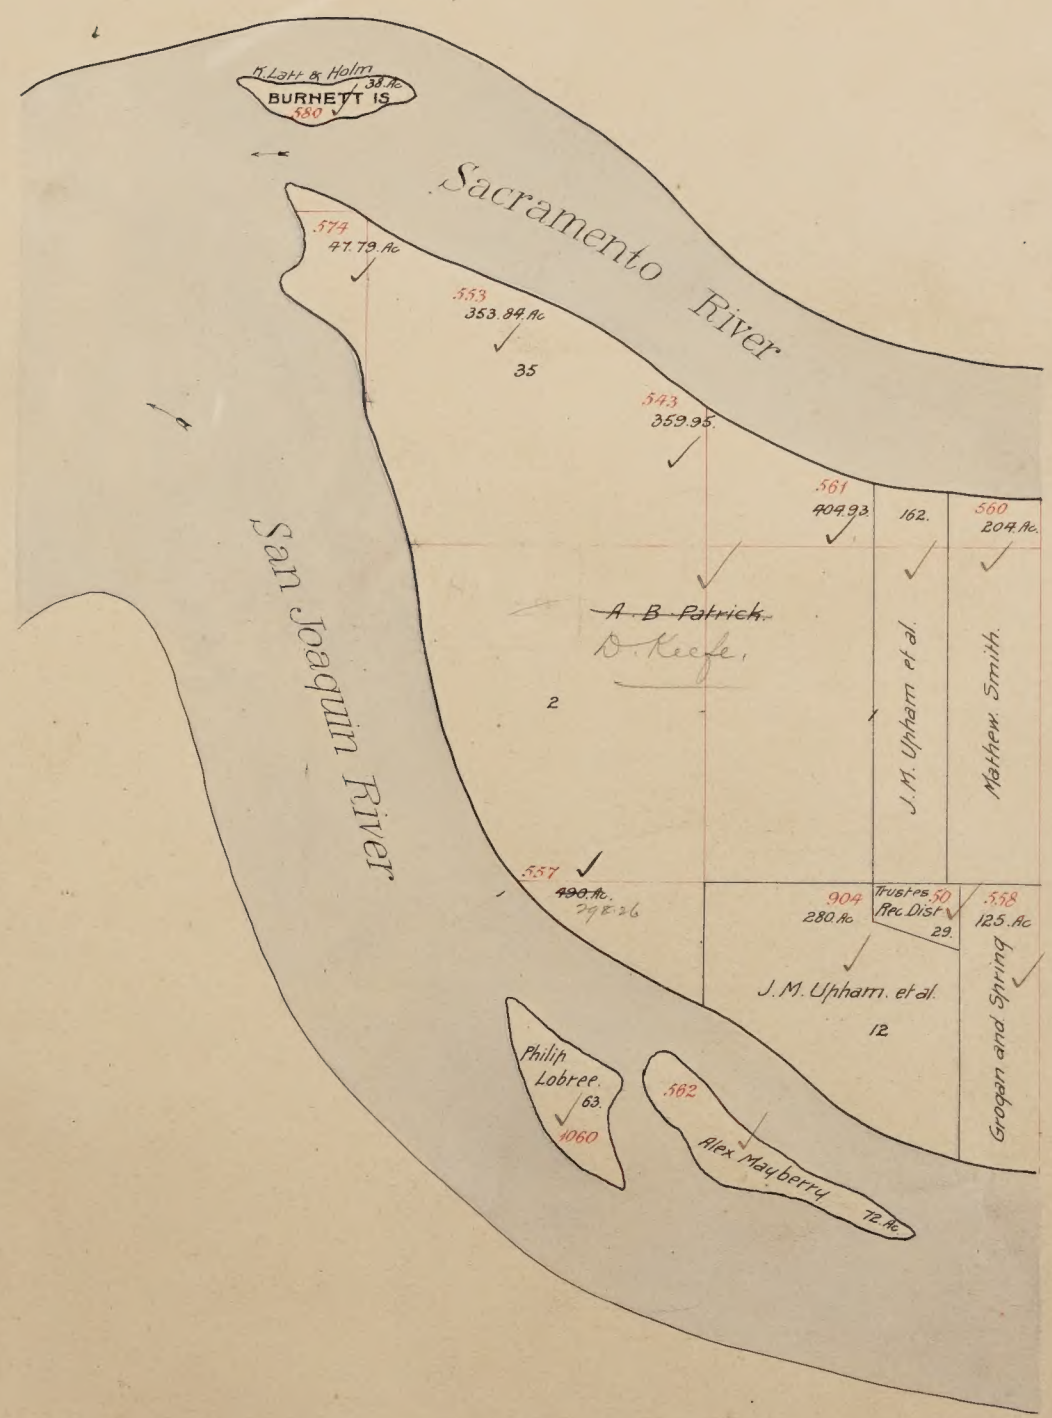 K. Latt & Holm
38. Ac
BURNETT IS
580
Sacramento River
574
47.79. Ac
553
353.84. Ac
35
543
359.95.
561
404.93.
162.
560
204. Ac.
A. B. Patrick.
D. Keefe.
San Joaquin River
2
1
J. M. Upham et al.
Mathew. Smith.
557
490. Ac.
298.26
904
280. Ac
Trustes 50
Rec. Dist
29.
558
125. Ac
J. M. Upham. et al.
12
Grogan and Spring
Philip
Lobree.
63.
1060
562
Alex Mayberry
72. Ac.